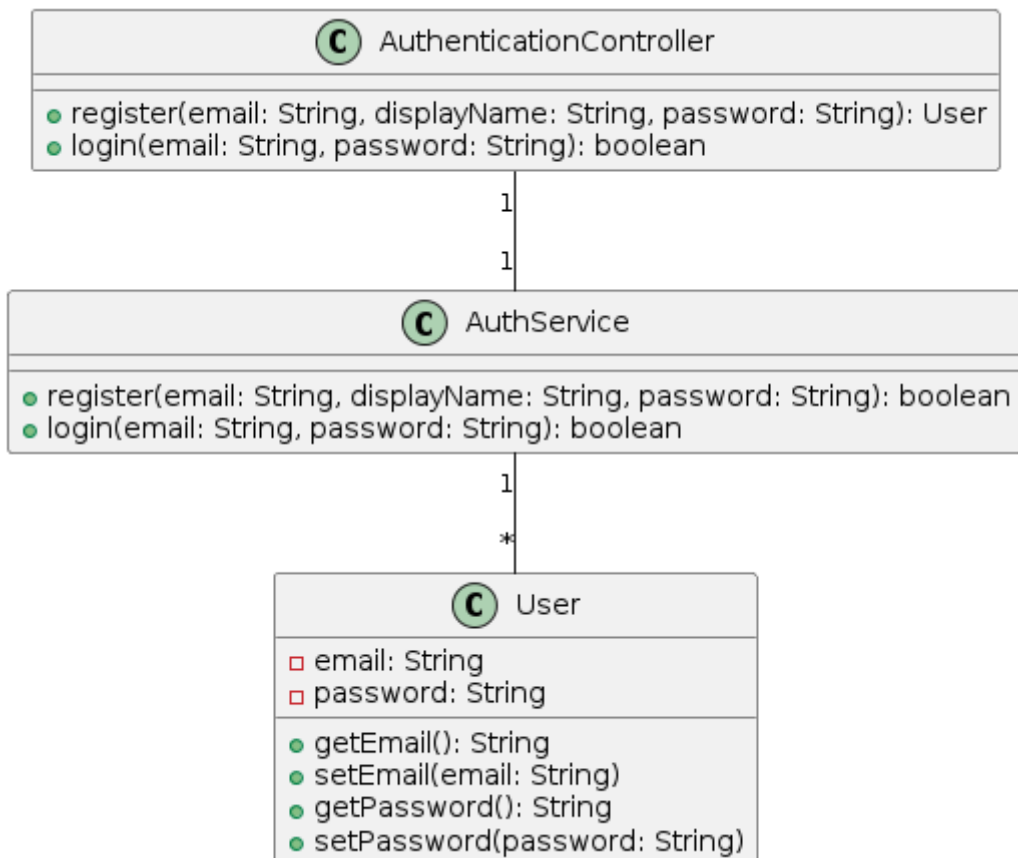 C AuthenticationController
register(email: String, displayName: String, password: String): User
login(email: String, password: String): boolean
1
1
C AuthService
register(email: String, displayName: String, password: String): boolean
login(email: String, password: String): boolean
1
*
C User
email: String
password: String
getEmail(): String
setEmail(email: String)
getPassword(): String
setPassword(password: String)